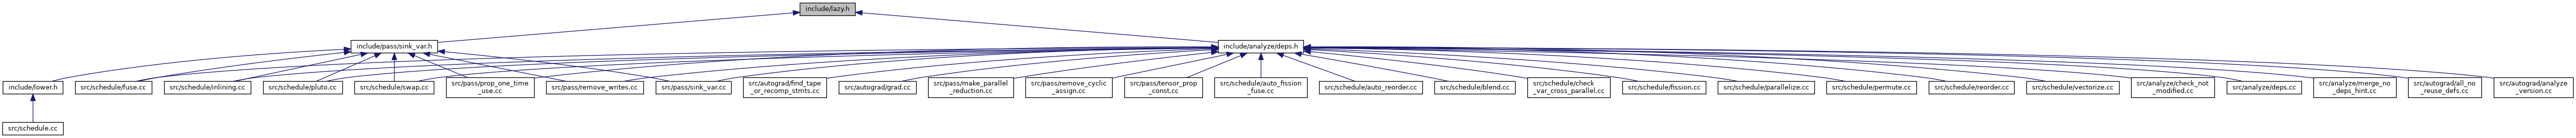 include/lazy.h
include/pass/sink_var.h
include/analyze/deps.h
include/lower.h
src/schedule/fuse.cc
src/schedule/inlining.cc
src/schedule/pluto.cc
src/schedule/swap.cc
src/pass/prop_one_time
_use.cc
src/pass/remove_writes.cc
src/pass/sink_var.cc
src/autograd/find_tape
_or_recomp_stmts.cc
src/autograd/grad.cc
src/pass/make_parallel
_reduction.cc
src/pass/remove_cyclic
_assign.cc
src/pass/tensor_prop
_const.cc
src/schedule/auto_fission
_fuse.cc
src/schedule/auto_reorder.cc
src/schedule/blend.cc
src/schedule/check
_var_cross_parallel.cc
src/schedule/fission.cc
src/schedule/parallelize.cc
src/schedule/permute.cc
src/schedule/reorder.cc
src/schedule/vectorize.cc
src/analyze/check_not
_modified.cc
src/analyze/deps.cc
src/analyze/merge_no
_deps_hint.cc
src/autograd/all_no
_reuse_defs.cc
src/autograd/analyze
_version.cc
src/schedule.cc